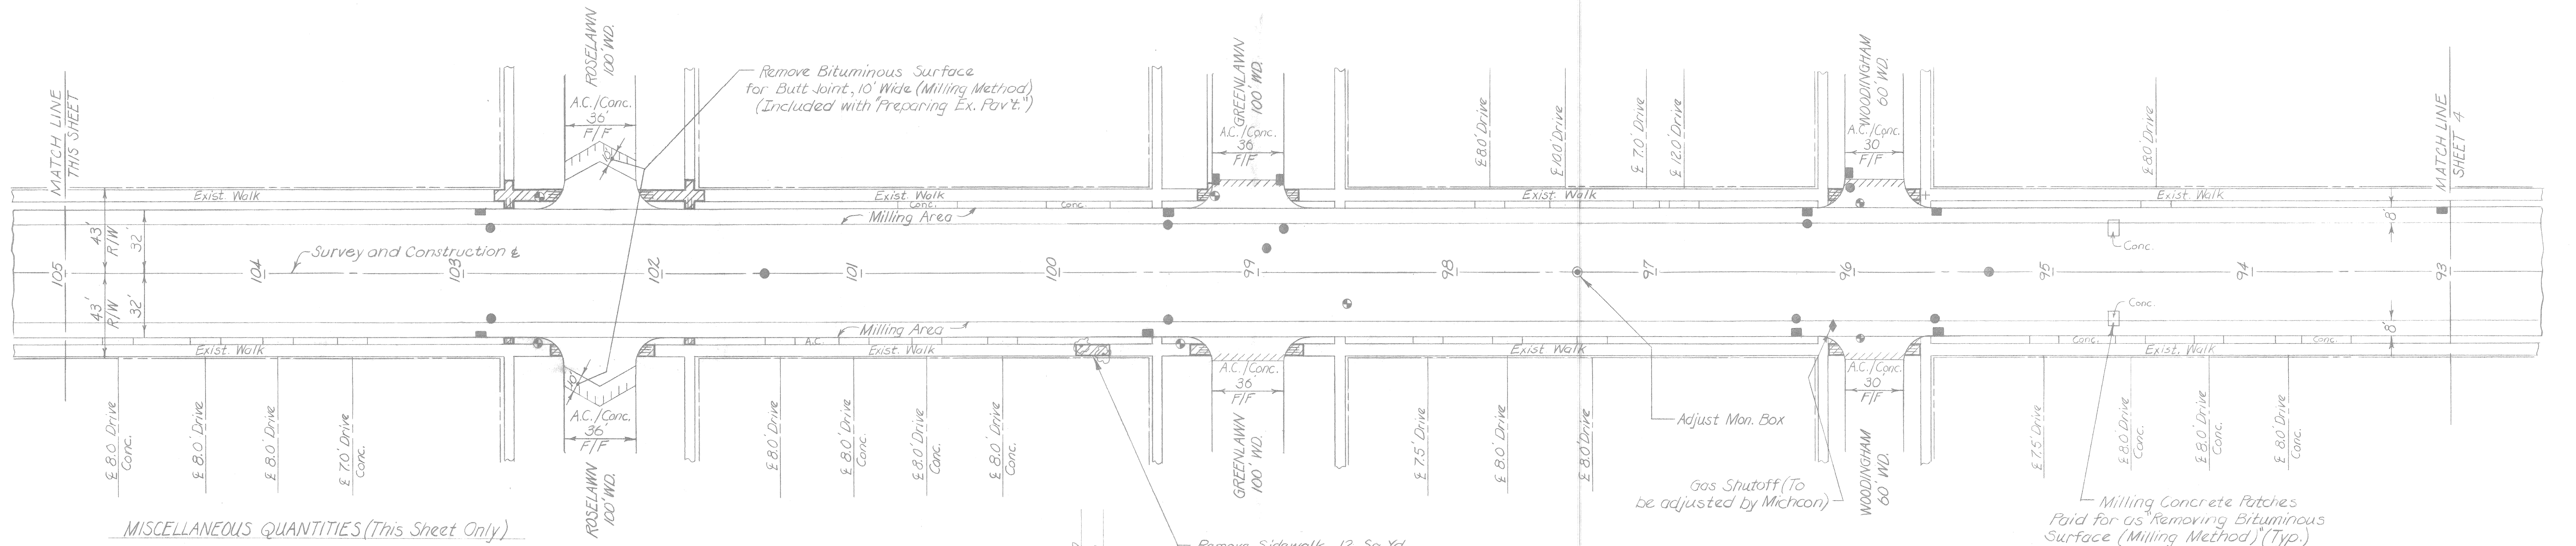 MATCH LINE
THIS SHEET
ROSELAWN
100' WD.
A.C./Conc.
36'
F/F
10'
Remove Bituminous Surface
for Butt Joint, 10' Wide (Milling Method)
(Included with "Preparing Ex. Pav't.")
GREENLAWN
100' WD.
A.C./Conc.
36
F/F
℄ 8.0' Drive
℄ 10.0' Drive
℄ 7.0' Drive
℄ 12.0' Drive
WOODINGHAM
60' WD.
A.C./Conc.
30
F/F
℄ 8.0' Drive
MATCH LINE
SHEET 4
Exist Walk
Exist Walk
Exist Walk
Exist Walk
Conc.
Conc.
Milling Area
8'
Conc.
43'
R/W
32'
Survey and Construction ℄
105
104
103
102
101
100
99
98
97
96
95
94
93
43'
R/W
32'
Conc.
Milling Area
8'
A.C.
Conc.
Conc.
Exist. Walk
Exist Walk
Exist Walk
Exist. Walk
℄ 8.0' Drive
Conc.
℄ 8.0' Drive
℄ 8.0' Drive
℄ 7.0' Drive
Conc.
10'
A.C./Conc.
36'
F/F
ROSELAWN
100' WD.
℄ 8.0' Drive
℄ 8.0' Drive
Conc.
℄ 8.0' Drive
Conc.
℄ 8.0' Drive
Conc.
A.C./Conc.
36'
F/F
GREENLAWN
100' WD.
℄ 7.5' Drive
℄ 8.0' Drive
℄ 8.0' Drive
Adjust Mon. Box
Gas Shutoff (To
be adjusted by Michcon)
A.C./Conc.
30'
F/F
WOODINGHAM
60' WD.
℄ 7.5' Drive
℄ 8.0' Drive
Conc.
℄ 8.0' Drive
Conc.
℄ 8.0' Drive
Conc.
Milling Concrete Patches
Paid for as "Removing Bituminous
Surface (Milling Method)" (Typ.)
MISCELLANEOUS QUANTITIES (This Sheet Only)
Remove Sidewalk, 12 Sq. Yd.